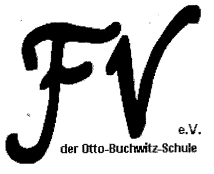 FV
e.V.
der Otto-Buchwitz-Schule